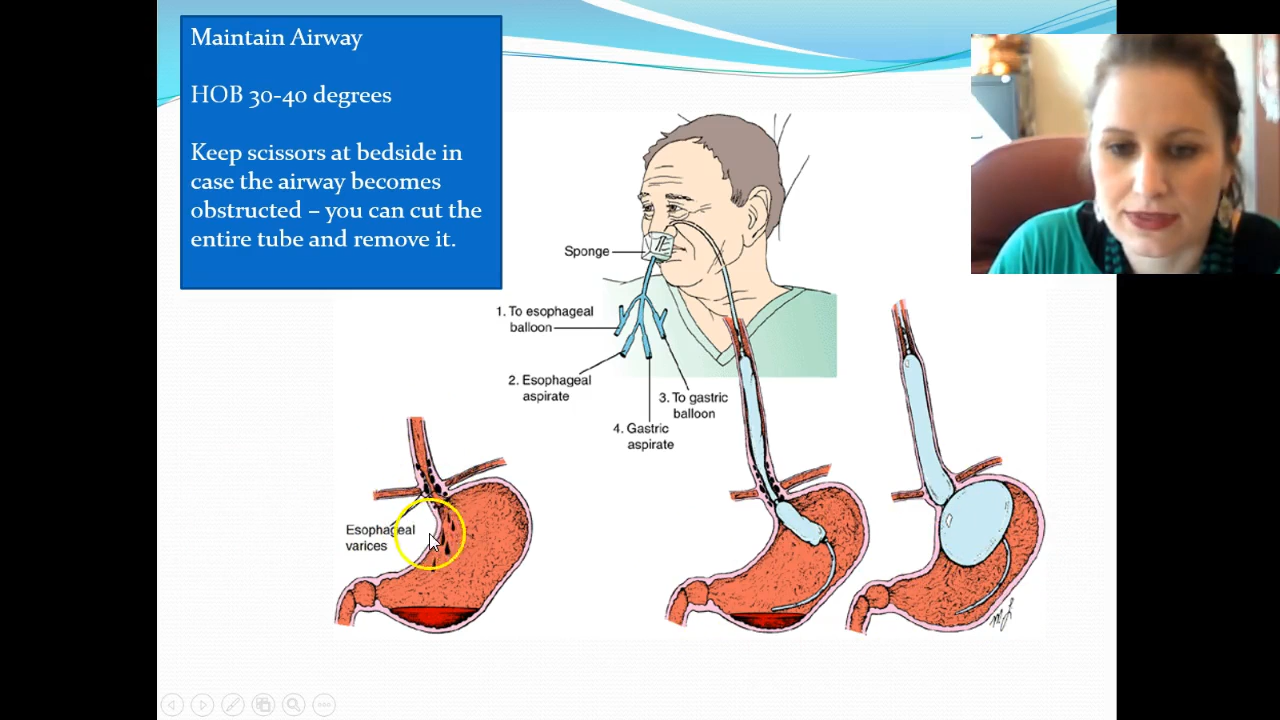 Maintain Airway
HOB 30-40 degrees
Keep scissors at bedside in
case the airway becomes
obstructed – you can cut the
entire tube and remove it.
Sponge
1. To esophageal
balloon
2. Esophageal
aspirate
3. To gastric
balloon
4. Gastric
aspirate
Esophageal
varices